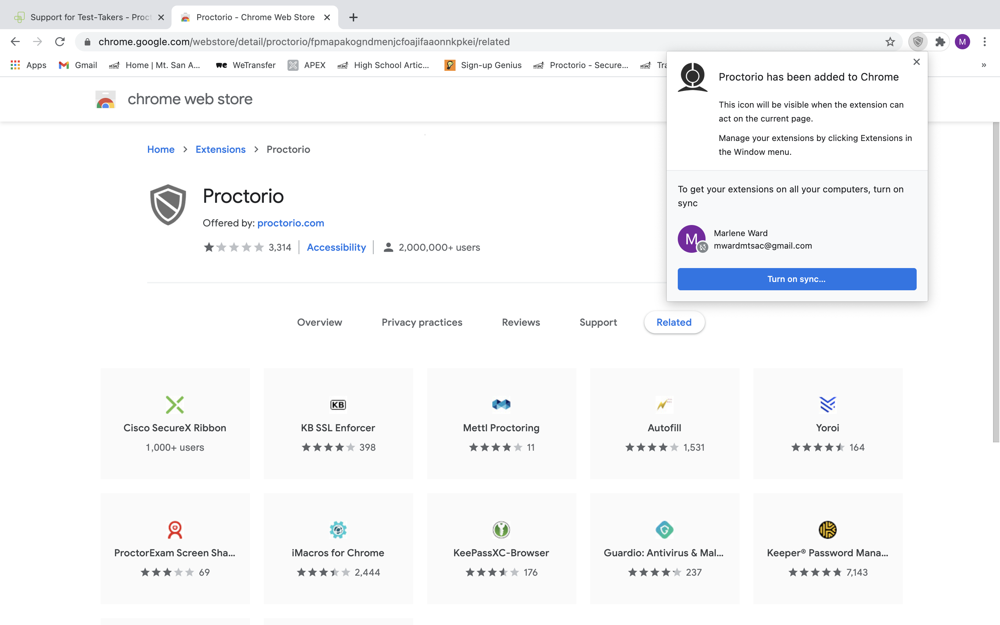 Support for Test-Takers - Proct
Proctorio - Chrome Web Store
chrome.google.com/webstore/detail/proctorio/fpmapakogndmenjcfoajifaaonnkpkei/related
M
Apps
Gmail
Home | Mt. San A...
we WeTransfer
APEX
High School Artic...
Sign-up Genius
Proctorio - Secure...
Tra
»
chrome web store
Proctorio has been added to Chrome
This icon will be visible when the extension can
act on the current page.
Manage your extensions by clicking Extensions in
the Window menu.
To get your extensions on all your computers, turn on
sync
M
Marlene Ward
mwardmtsac@gmail.com
Turn on sync...
Home > Extensions > Proctorio
Proctorio
Offered by: proctorio.com
3,314 | Accessibility | 2,000,000+ users
Overview
Privacy practices
Reviews
Support
Related
Cisco SecureX Ribbon
1,000+ users
KB
KB SSL Enforcer
398
Mettl Proctoring
11
Autofill
1,531
Yoroi
164
ProctorExam Screen Sha...
69
iMacros for Chrome
2,444
KeePassXC-Browser
176
Guardio: Antivirus & Mal...
237
Keeper® Password Mana...
7,143